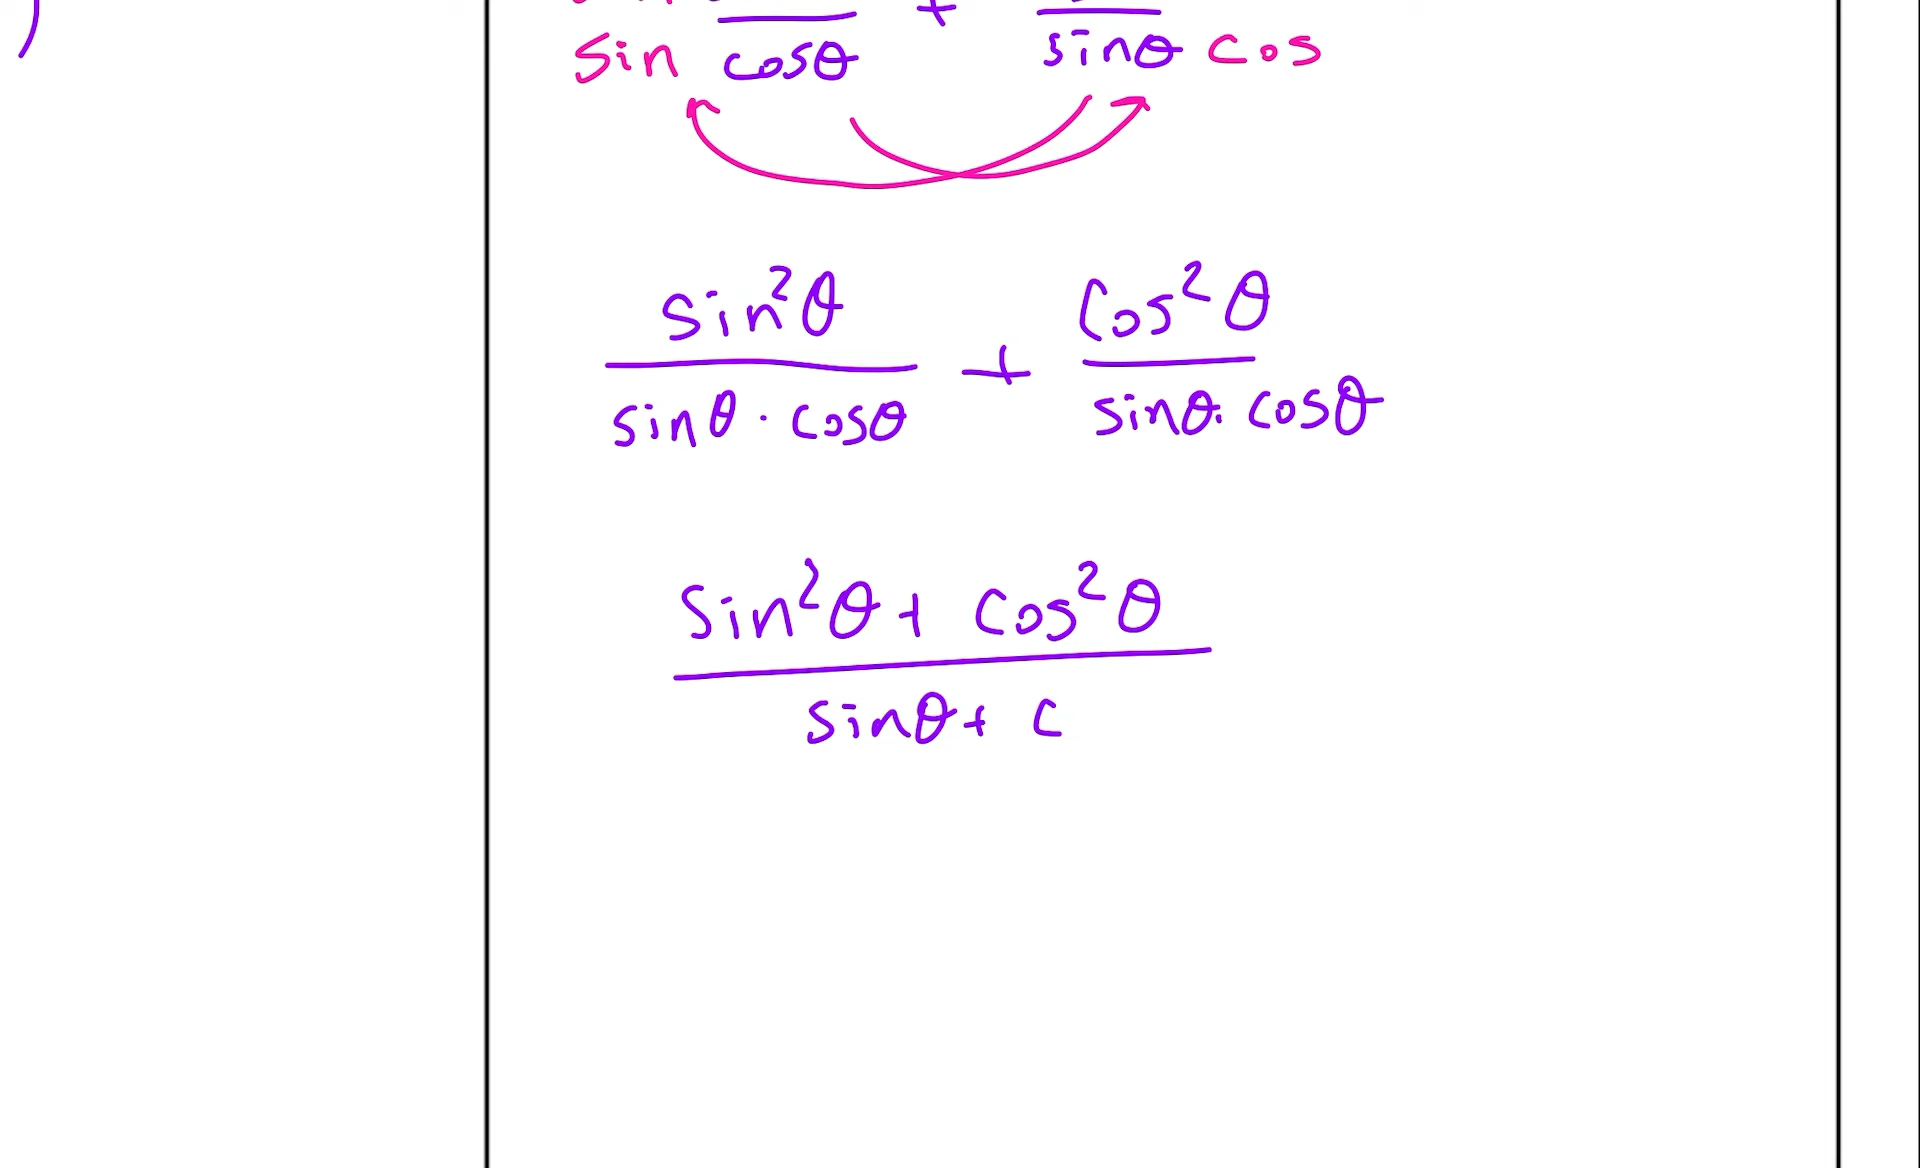 +
sin cosθ sinθ cos
sin²θ + cos²θ
sinθ · cosθ sinθ · cosθ
sin²θ + cos²θ
sinθ + c